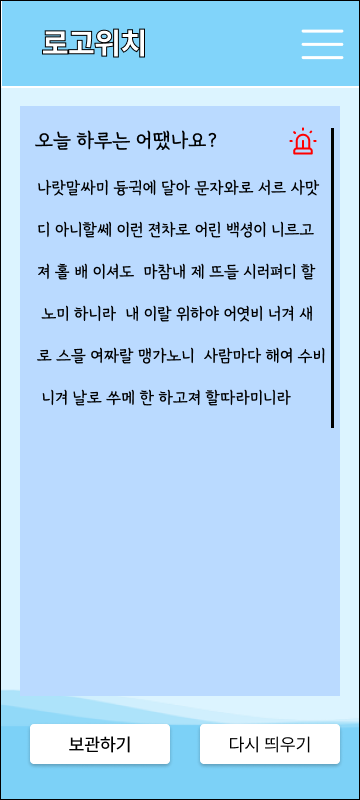 로고위치
오늘 하루는 어땠나요?
나랏말싸미 듕귁에 달아 문자와로 서르 사맛
디 아니할쎄 이런 젼차로 어린 백셩이 니르고
져 홀 배 이셔도 마참내 제 뜨들 시러펴디 할
노미 하니라 내 이랄 위하야 어엿비 너겨 새
로 스믈 여짜랄 맹가노니 사람마다 해여 수비
니겨 날로 쑤메 한 하고져 할따라미니라
보관하기
다시 띄우기